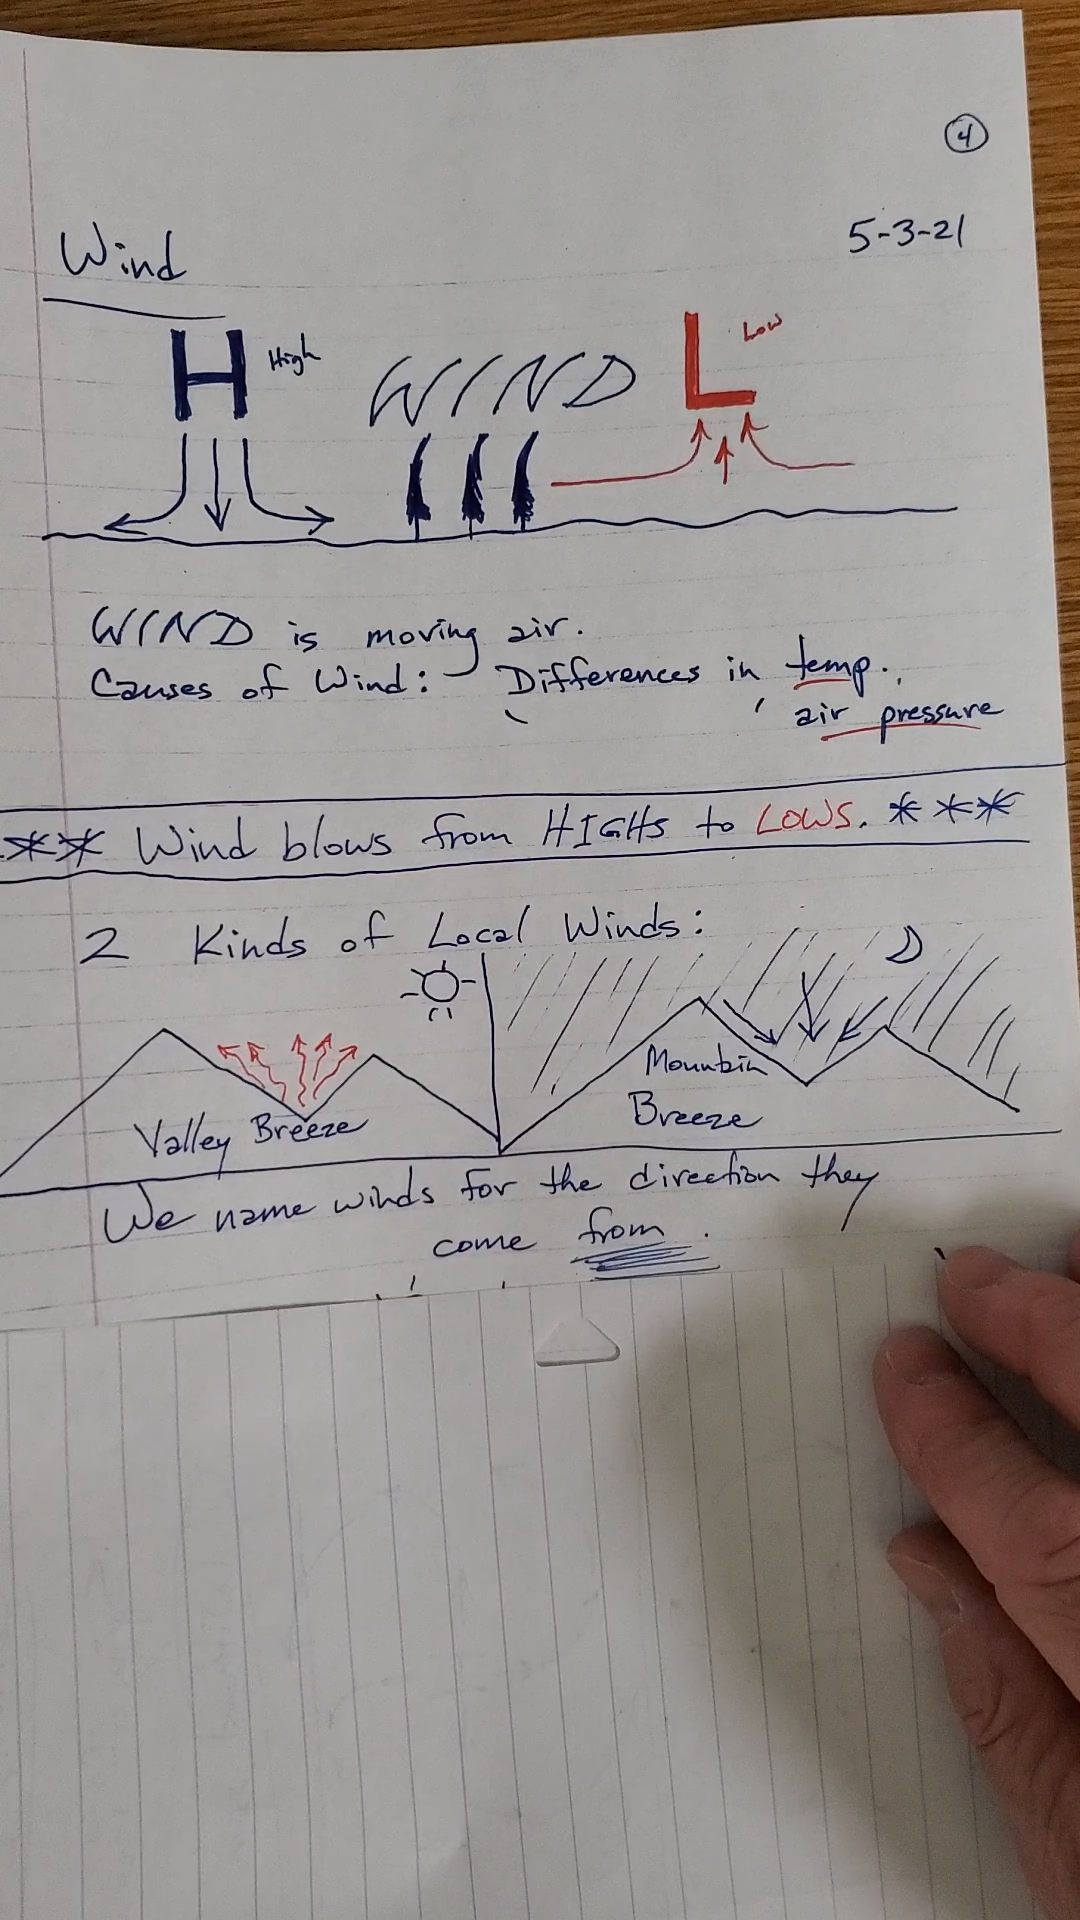 4
5-3-21
Wind
H High WIND L Low
WIND is moving air.
Causes of Wind: Differences in temp.,
air pressure
** Wind blows from HIGHs to LOWS. ***
2 Kinds of Local Winds:
Valley Breeze
Mountain
Breeze
We name winds for the direction they
come from.